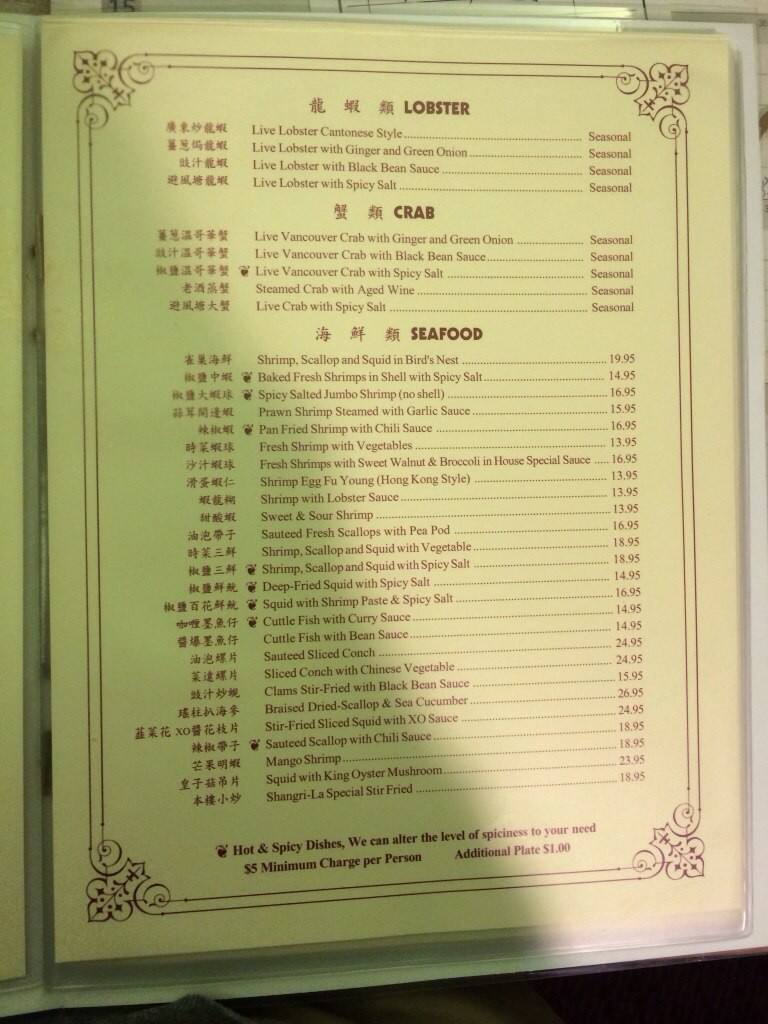 15
龍 蝦 類 LOBSTER
廣東炒龍蝦 Live Lobster Cantonese Style Seasonal
薑蔥焗龍蝦 Live Lobster with Ginger and Green Onion Seasonal
豉汁龍蝦 Live Lobster with Black Bean Sauce Seasonal
避風塘龍蝦 Live Lobster with Spicy Salt Seasonal
蟹 類 CRAB
薑蔥溫哥華蟹 Live Vancouver Crab with Ginger and Green Onion Seasonal
豉汁溫哥華蟹 Live Vancouver Crab with Black Bean Sauce Seasonal
椒鹽溫哥華蟹 Live Vancouver Crab with Spicy Salt Seasonal
老酒蒸蟹 Steamed Crab with Aged Wine Seasonal
避風塘大蟹 Live Crab with Spicy Salt Seasonal
海 鮮 類 SEAFOOD
雀巢海鮮 Shrimp, Scallop and Squid in Bird's Nest 19.95
椒鹽中蝦 Baked Fresh Shrimps in Shell with Spicy Salt 14.95
椒鹽大蝦球 Spicy Salted Jumbo Shrimp (no shell) 16.95
蒜茸開邊蝦 Prawn Shrimp Steamed with Garlic Sauce 15.95
辣椒蝦 Pan Fried Shrimp with Chili Sauce 16.95
時菜蝦球 Fresh Shrimp with Vegetables 13.95
沙汁蝦球 Fresh Shrimps with Sweet Walnut & Broccoli in House Special Sauce 16.95
滑蛋蝦仁 Shrimp Egg Fu Young (Hong Kong Style) 13.95
蝦龍糊 Shrimp with Lobster Sauce 13.95
甜酸蝦 Sweet & Sour Shrimp 13.95
油泡帶子 Sauteed Fresh Scallops with Pea Pod 16.95
時菜三鮮 Shrimp, Scallop and Squid with Vegetable 18.95
椒鹽三鮮 Shrimp, Scallop and Squid with Spicy Salt 18.95
椒鹽鮮魷 Deep-Fried Squid with Spicy Salt 14.95
椒鹽百花鮮魷 Squid with Shrimp Paste & Spicy Salt 16.95
咖喱墨魚仔 Cuttle Fish with Curry Sauce 14.95
醬爆墨魚仔 Cuttle Fish with Bean Sauce 14.95
油泡螺片 Sauteed Sliced Conch 24.95
菜遠螺片 Sliced Conch with Chinese Vegetable 24.95
豉汁炒蜆 Clams Stir-Fried with Black Bean Sauce 15.95
瑤柱扒海參 Braised Dried-Scallop & Sea Cucumber 26.95
韮菜花 XO醬花枝片 Stir-Fried Sliced Squid with XO Sauce 24.95
辣椒帶子 Sauteed Scallop with Chili Sauce 18.95
芒果明蝦 Mango Shrimp 18.95
皇子菇吊片 Squid with King Oyster Mushroom 23.95
本樓小炒 Shangri-La Special Stir Fried 18.95
Hot & Spicy Dishes, We can alter the level of spiciness to your need
$5 Minimum Charge per Person Additional Plate $1.00